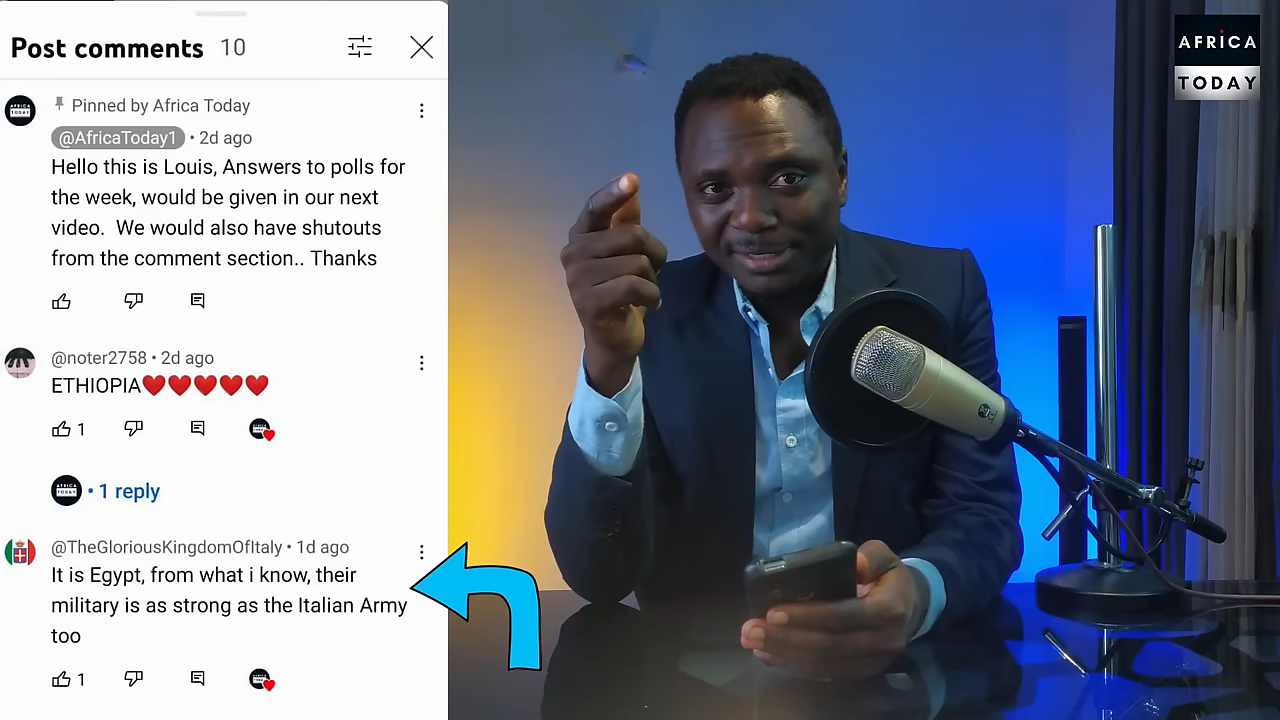 Post comments 10
Pinned by Africa Today
@AfricaToday1 • 2d ago
Hello this is Louis, Answers to polls for
the week, would be given in our next
video.  We would also have shutouts
from the comment section.. Thanks
@noter2758 • 2d ago
ETHIOPIA❤️❤️❤️❤️❤️
1
• 1 reply
@TheGloriousKingdomOfItaly • 1d ago
It is Egypt, from what i know, their
military is as strong as the Italian Army
too
1
AFRICA
TODAY